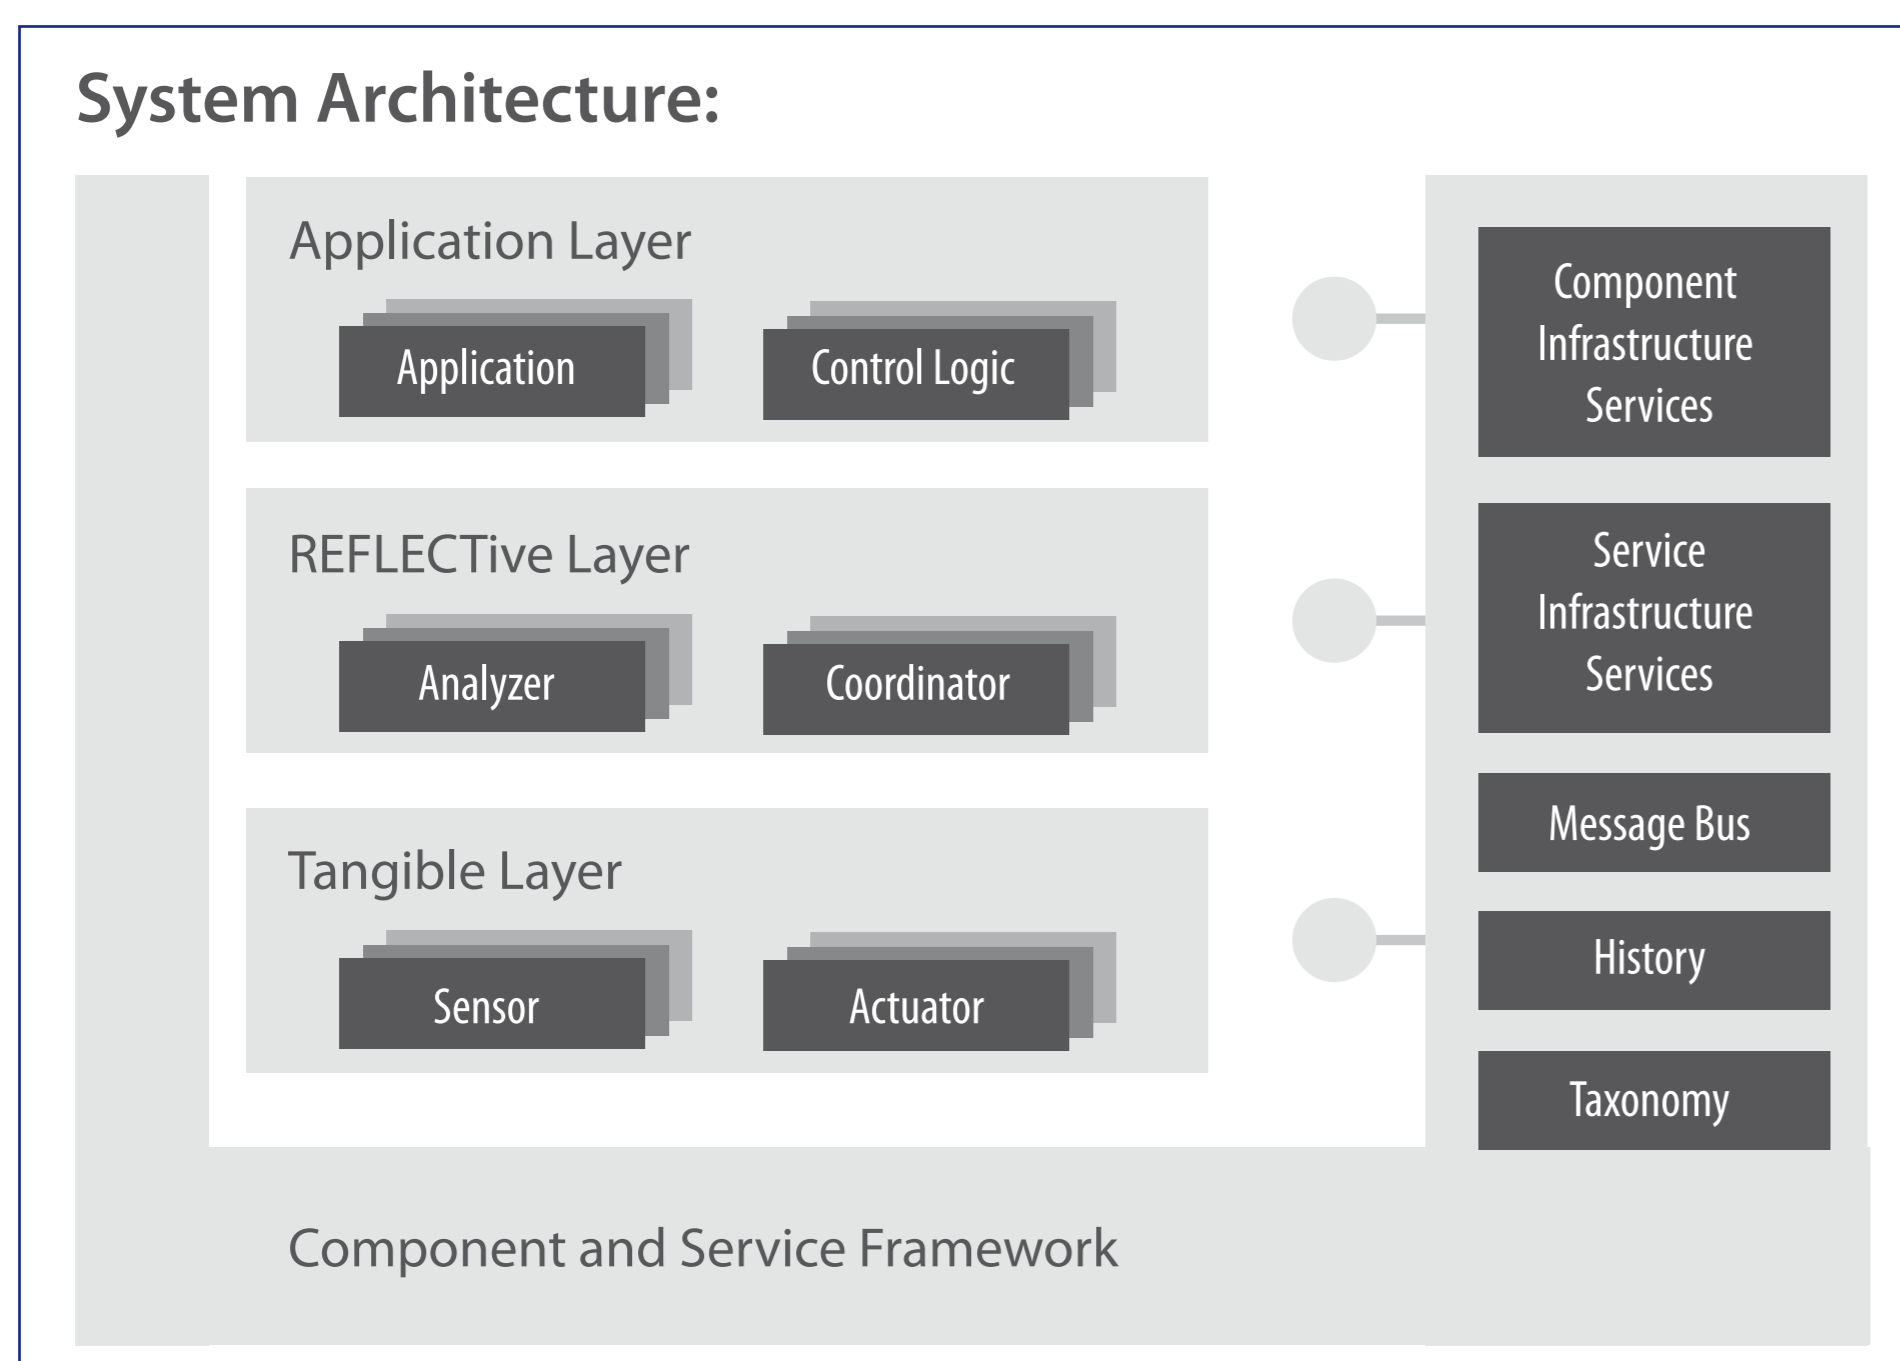 System Architecture:
Application Layer
Application
Control Logic
REFLECTive Layer
Analyzer
Coordinator
Tangible Layer
Sensor
Actuator
Component
Infrastructure
Services
Service
Infrastructure
Services
Message Bus
History
Taxonomy
Component and Service Framework